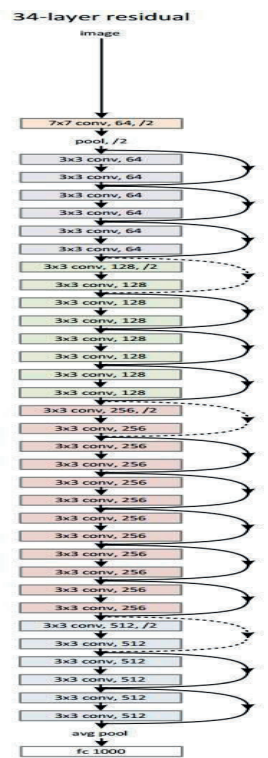 34-layer residual
image
7x7 conv, 64, /2
pool, /2
3x3 conv, 64
3x3 conv, 64
3x3 conv, 64
3x3 conv, 64
3x3 conv, 64
3x3 conv, 64
3x3 conv, 128, /2
3x3 conv, 128
3x3 conv, 128
3x3 conv, 128
3x3 conv, 128
3x3 conv, 128
3x3 conv, 128
3x3 conv, 128
3x3 conv, 256, /2
3x3 conv, 256
3x3 conv, 256
3x3 conv, 256
3x3 conv, 256
3x3 conv, 256
3x3 conv, 256
3x3 conv, 256
3x3 conv, 256
3x3 conv, 256
3x3 conv, 256
3x3 conv, 256
3x3 conv, 512, /2
3x3 conv, 512
3x3 conv, 512
3x3 conv, 512
3x3 conv, 512
3x3 conv, 512
avg pool
fc 1000